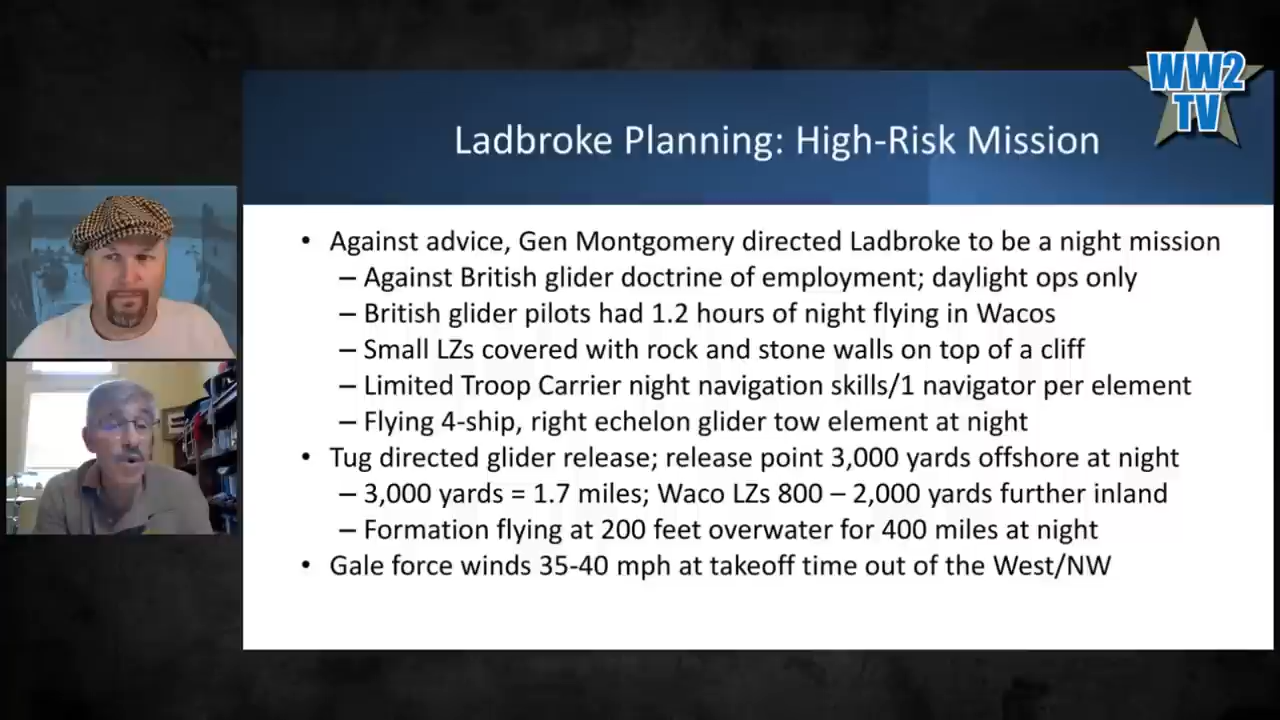 WW2
TV
Ladbroke Planning: High-Risk Mission
• Against advice, Gen Montgomery directed Ladbroke to be a night mission
– Against British glider doctrine of employment; daylight ops only
– British glider pilots had 1.2 hours of night flying in Wacos
– Small LZs covered with rock and stone walls on top of a cliff
– Limited Troop Carrier night navigation skills/1 navigator per element
– Flying 4-ship, right echelon glider tow element at night
• Tug directed glider release; release point 3,000 yards offshore at night
– 3,000 yards = 1.7 miles; Waco LZs 800 – 2,000 yards further inland
– Formation flying at 200 feet overwater for 400 miles at night
• Gale force winds 35-40 mph at takeoff time out of the West/NW